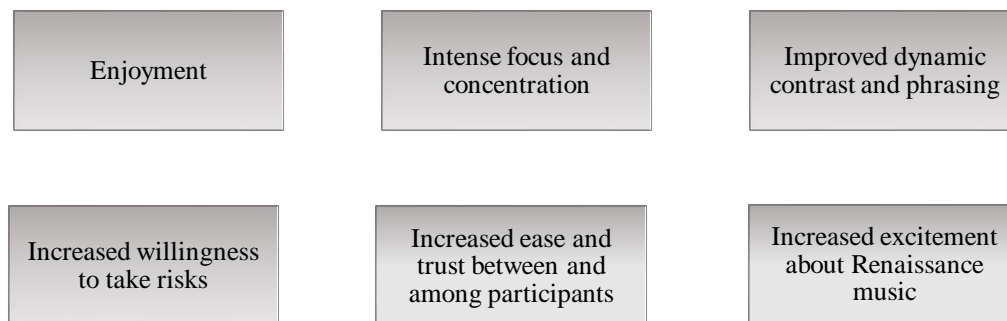 Enjoyment
Intense focus and
concentration
Improved dynamic
contrast and phrasing
Increased willingness
to take risks
Increased ease and
trust between and
among participants
Increased excitement
about Renaissance
music